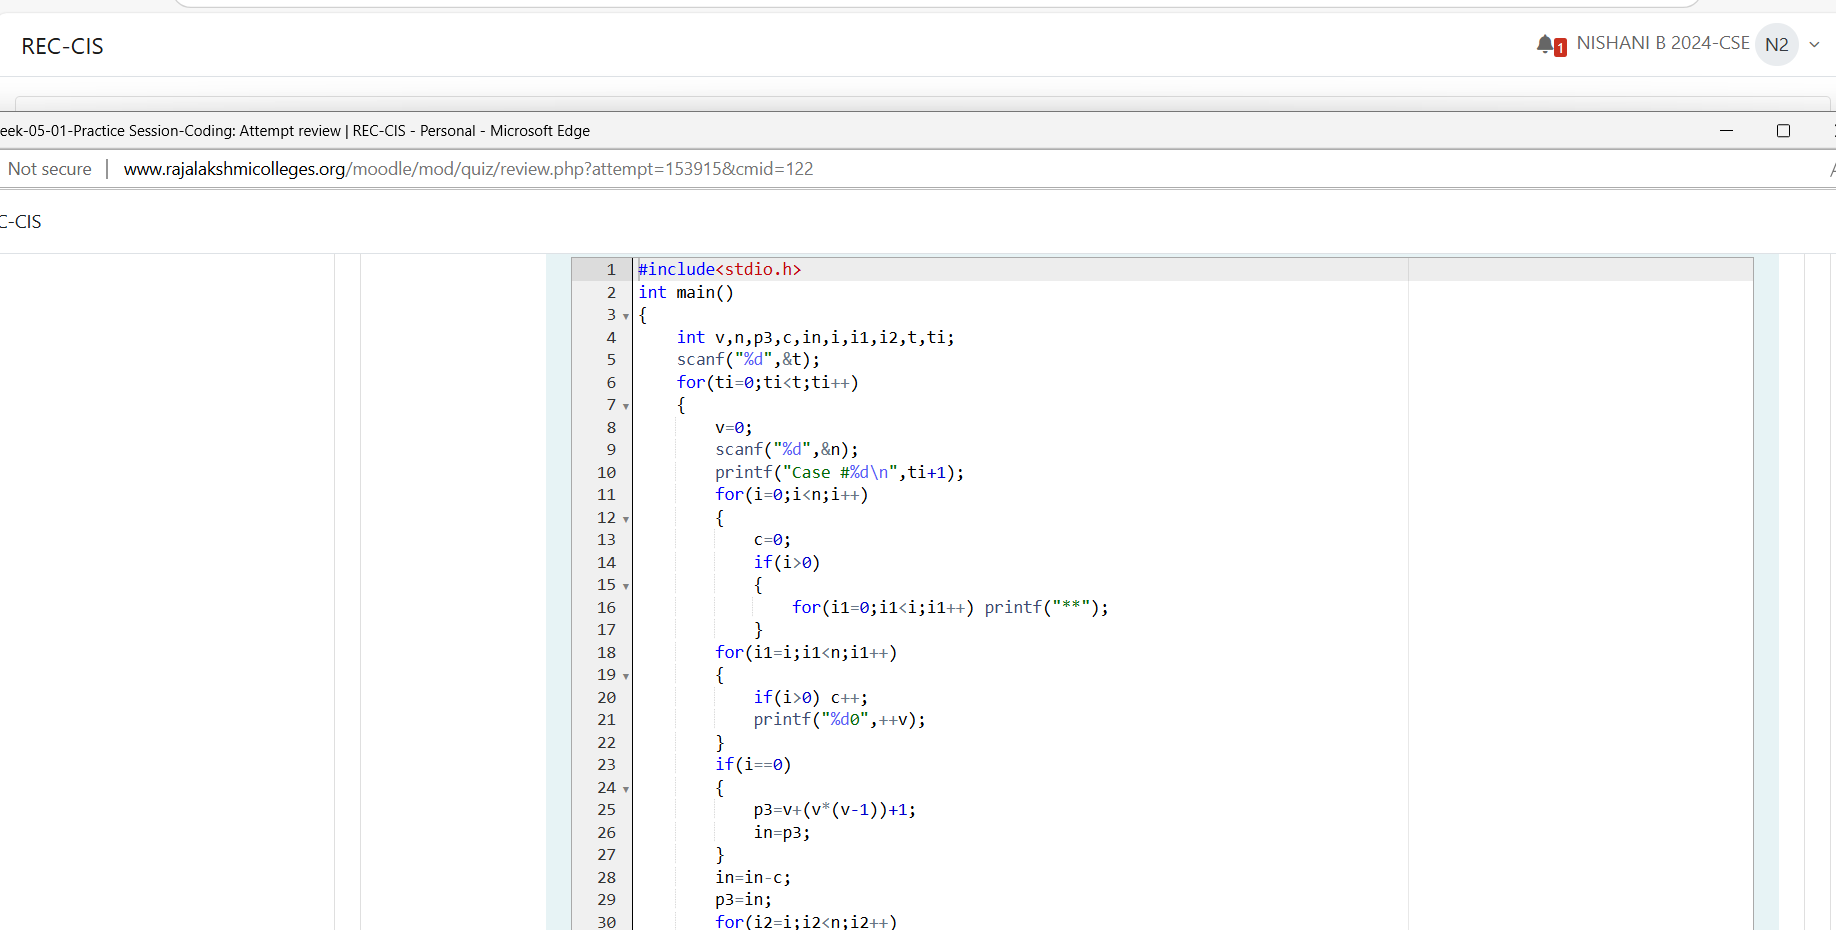 REC-CIS
1 NISHANI B 2024-CSE N2
eek-05-01-Practice Session-Coding: Attempt review | REC-CIS - Personal - Microsoft Edge
Not secure | www.rajalakshmicolleges.org/moodle/mod/quiz/review.php?attempt=153915&cmid=122
C-CIS
1 #include<stdio.h>
2 int main()
3 {
4 int v,n,p3,c,in,i,i1,i2,t,ti;
5 scanf("%d",&t);
6 for(ti=0;ti<t;ti++)
7 {
8 v=0;
9 scanf("%d",&n);
10 printf("Case #%d\n",ti+1);
11 for(i=0;i<n;i++)
12 {
13 c=0;
14 if(i>0)
15 {
16 for(i1=0;i1<i;i1++) printf("**");
17 }
18 for(i1=i;i1<n;i1++)
19 {
20 if(i>0) c++;
21 printf("%d0",++v);
22 }
23 if(i==0)
24 {
25 p3=v+(v*(v-1))+1;
26 in=p3;
27 }
28 in=in-c;
29 p3=in;
30 for(i2=i;i2<n;i2++)